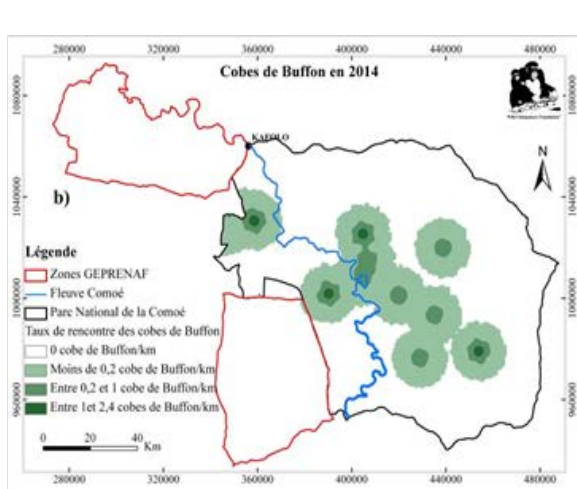 280000 320000 360000 400000 440000 480000
Cobes de Buffon en 2014
KAFOLO
N
b)
1080000
1040000
1000000
960000
1080000
1040000
1000000
960000
Légende
Zones GEPRENAF
Fleuve Comoé
Parc National de la Comoé
Taux de rencontre des cobes de Buffon
0 cobe de Buffon/km
Moins de 0,2 cobe de Buffon/km
Entre 0,2 et 1 cobe de Buffon/km
Entre 1et 2,4 cobes de Buffon/km
0 20 40
Km
280000 320000 360000 400000 440000 480000